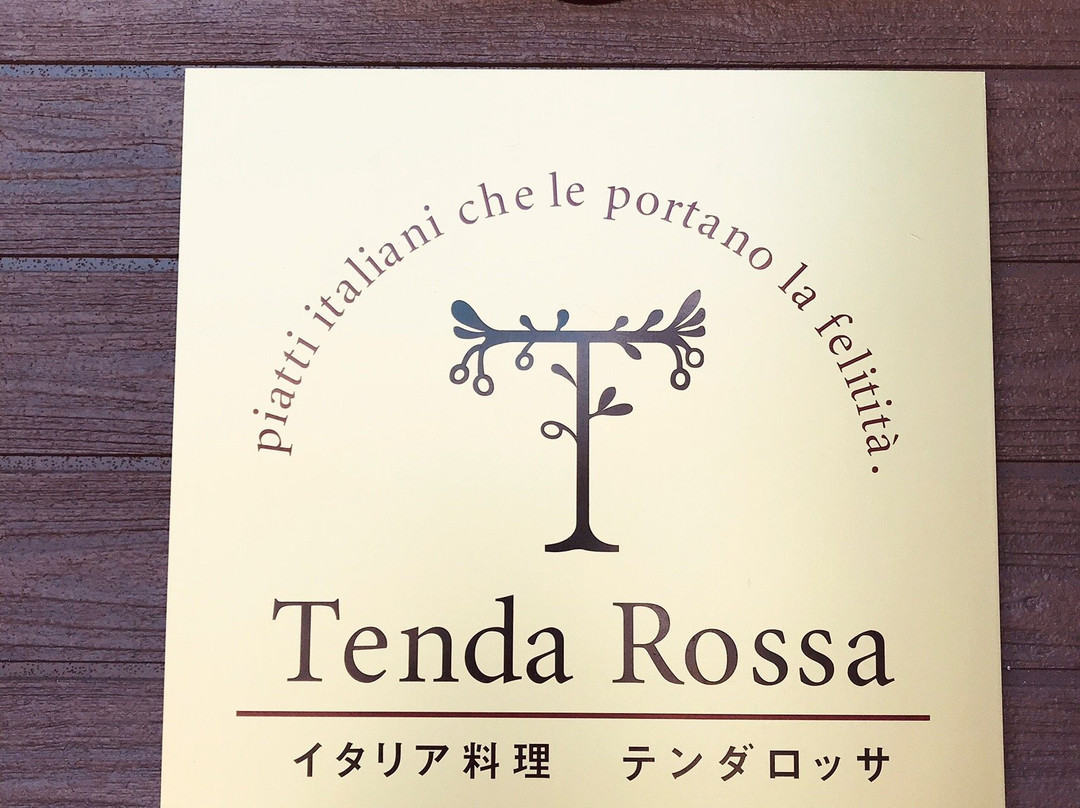 piatti italiani che le portano la felitità.
Tenda Rossa
イタリア料理 テンダロッサ